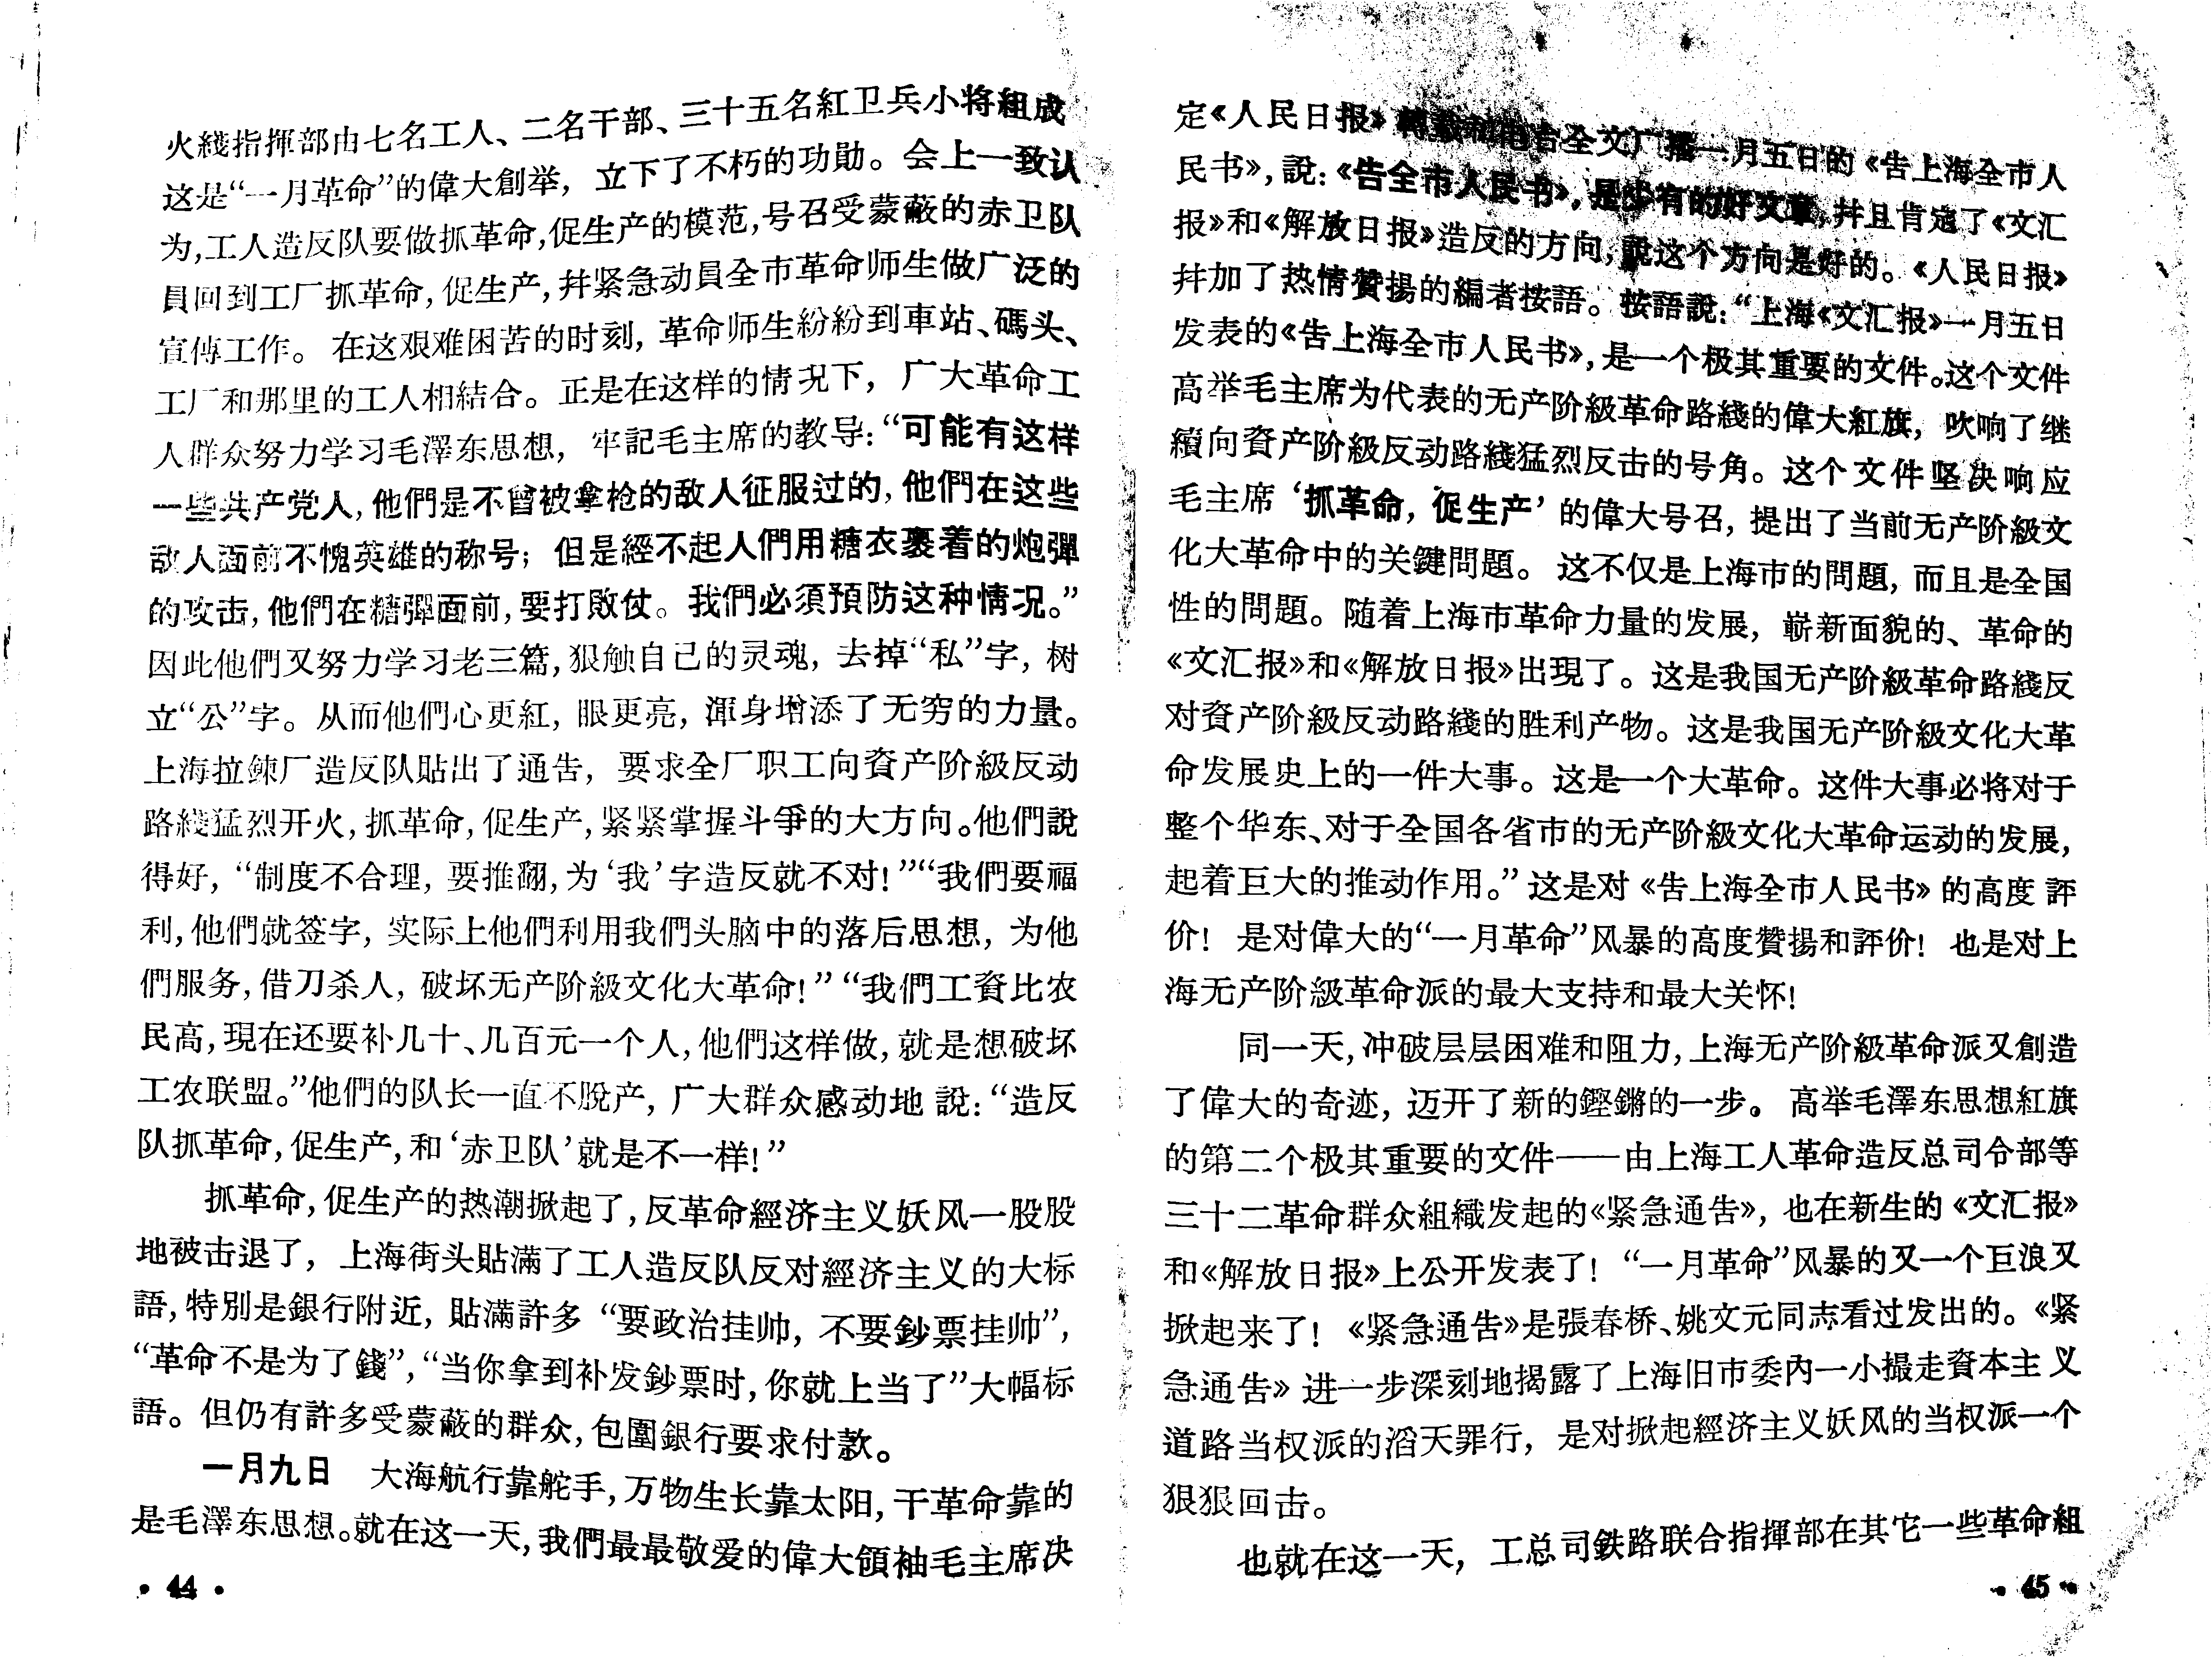 火綫指揮部由七名工人、二名干部、三十五名紅卫兵小将組成
这是“一月革命”的偉大創举，立下了不朽的功勛。会上一致认
为，工人造反队要做抓革命，促生产的模范，号召受蒙蔽的赤卫队
員回到工厂抓革命，促生产，幷紧急动員全市革命师生做广泛的
宣傳工作。在这艰难困苦的时刻，革命师生紛紛到車站、碼头、
工厂和那里的工人相結合。正是在这样的情况下，广大革命工
人群众努力学习毛澤东思想，牢記毛主席的教导：“可能有这样
一些共产党人，他們是不曾被拿枪的敌人征服过的，他們在这些
敌人面前不愧英雄的称号；但是經不起人們用糖衣裹着的炮彈
的攻击，他們在糖彈面前，要打敗仗。我們必須預防这种情况。”
因此他們又努力学习老三篇，狠触自己的灵魂，去掉“私”字，树
立“公”字。从而他們心更紅，眼更亮，渾身增添了无穷的力量。
上海拉鍊厂造反队貼出了通告，要求全厂职工向資产阶級反动
路綫猛烈开火，抓革命，促生产，紧紧掌握斗爭的大方向。他們說
得好，“制度不合理，要推翻，为‘我’字造反就不对！”“我們要福
利，他們就签字，实际上他們利用我們头脑中的落后思想，为他
們服务，借刀杀人，破坏无产阶級文化大革命！”“我們工資比农
民高，現在还要补几十、几百元一个人，他們这样做，就是想破坏
工农联盟。”他們的队长一直不脫产，广大群众感动地說：“造反
队抓革命，促生产，和‘赤卫队’就是不一样！”
抓革命，促生产的热潮掀起了，反革命經济主义妖风一股股
地被击退了，上海街头貼滿了工人造反队反对經济主义的大标
語，特別是銀行附近，貼滿許多“要政治挂帅，不要鈔票挂帅”，
“革命不是为了錢”，“当你拿到补发鈔票时，你就上当了”大幅标
語。但仍有許多受蒙蔽的群众，包圍銀行要求付款。
一月九日　大海航行靠舵手，万物生长靠太阳，干革命靠的
是毛澤东思想。就在这一天，我們最最敬爱的偉大領袖毛主席决
·44·
定《人民日报》轉載和电台全文广播一月五日的《告上海全市人
民书》，說：《告全市人民书》，是少有的好文章，幷且肯定了《文汇
报》和《解放日报》造反的方向，說这个方向是好的。《人民日报》
幷加了热情贊揚的編者按語。按語說：“上海《文汇报》一月五日
发表的《告上海全市人民书》，是一个极其重要的文件。这个文件
高举毛主席为代表的无产阶級革命路綫的偉大紅旗，吹响了继
續向資产阶級反动路綫猛烈反击的号角。这个文件坚决响应
毛主席‘抓革命，促生产’的偉大号召，提出了当前无产阶級文
化大革命中的关鍵問題。这不仅是上海市的問題，而且是全国
性的問題。随着上海市革命力量的发展，嶄新面貌的、革命的
《文汇报》和《解放日报》出現了。这是我国无产阶級革命路綫反
对資产阶級反动路綫的胜利产物。这是我国无产阶級文化大革
命发展史上的一件大事。这是一个大革命。这件大事必将对于
整个华东、对于全国各省市的无产阶級文化大革命运动的发展，
起着巨大的推动作用。”这是对《告上海全市人民书》的高度評
价！是对偉大的“一月革命”风暴的高度贊揚和評价！也是对上
海无产阶級革命派的最大支持和最大关怀！
同一天，冲破层层困难和阻力，上海无产阶級革命派又創造
了偉大的奇迹，迈开了新的鏗鏘的一步。高举毛澤东思想紅旗
的第二个极其重要的文件——由上海工人革命造反总司令部等
三十二革命群众組織发起的《紧急通告》，也在新生的《文汇报》
和《解放日报》上公开发表了！“一月革命”风暴的又一个巨浪又
掀起来了！《紧急通告》是張春桥、姚文元同志看过发出的。《紧
急通告》进一步深刻地揭露了上海旧市委內一小撮走資本主义
道路当权派的滔天罪行，是对掀起經济主义妖风的当权派一个
狠狠回击。
也就在这一天，工总司鉄路联合指揮部在其它一些革命組
·45·